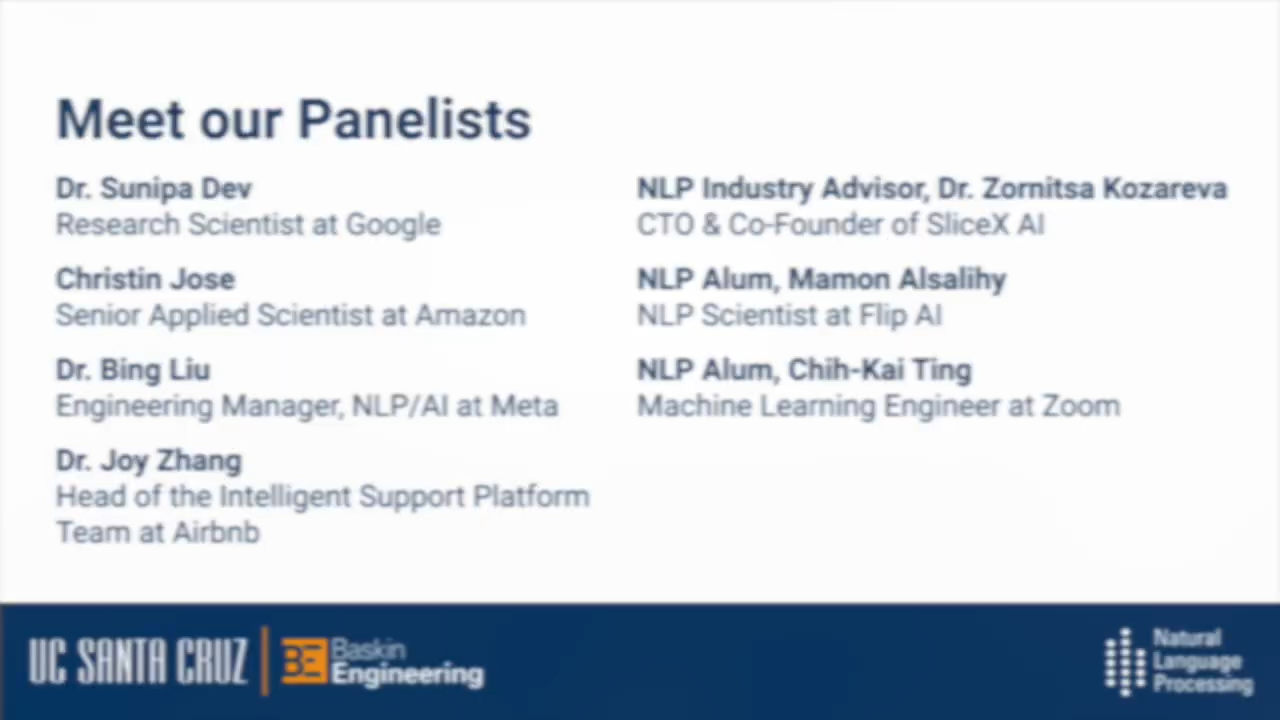 Meet our Panelists
Dr. Sunipa Dev
Research Scientist at Google
Christin Jose
Senior Applied Scientist at Amazon
Dr. Bing Liu
Engineering Manager, NLP/AI at Meta
Dr. Joy Zhang
Head of the Intelligent Support Platform
Team at Airbnb
NLP Industry Advisor, Dr. Zornitsa Kozareva
CTO & Co-Founder of SliceX AI
NLP Alum, Mamon Alsalihy
NLP Scientist at Flip AI
NLP Alum, Chih-Kai Ting
Machine Learning Engineer at Zoom
UC SANTA CRUZ
BE
Baskin
Engineering
Natural
Language
Processing